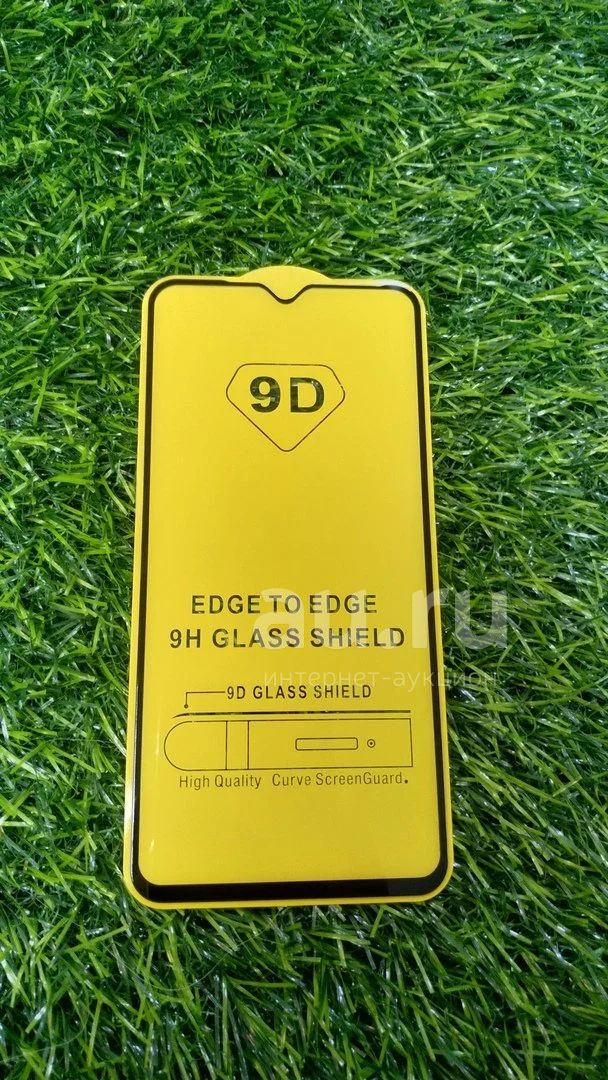 9D
EDGE TO EDGE
9H GLASS SHIELD
au.ru
интернет-аукцион
9D GLASS SHIELD
High Quality Curve ScreenGuard.